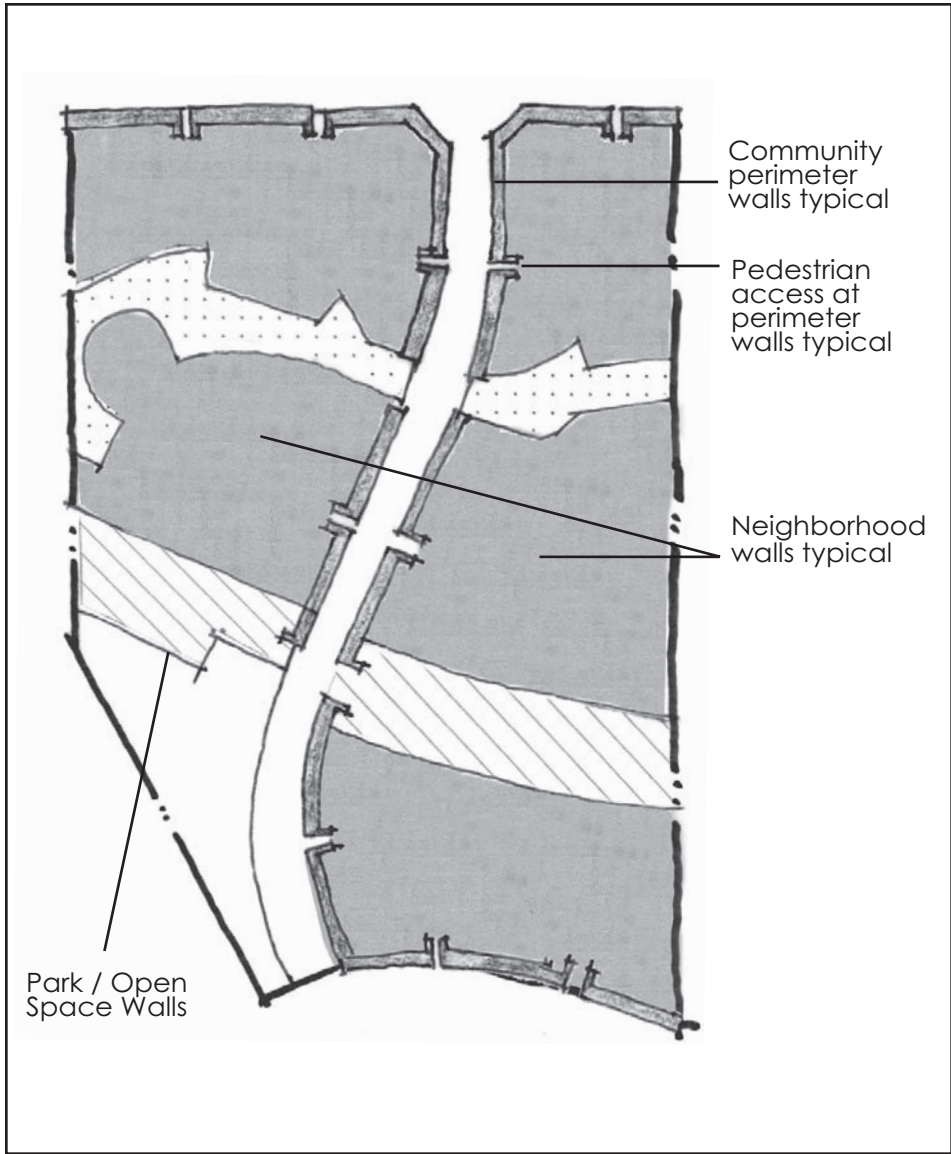 Community
perimeter
walls typical
Pedestrian
access at
perimeter
walls typical
Neighborhood
walls typical
Park / Open
Space Walls